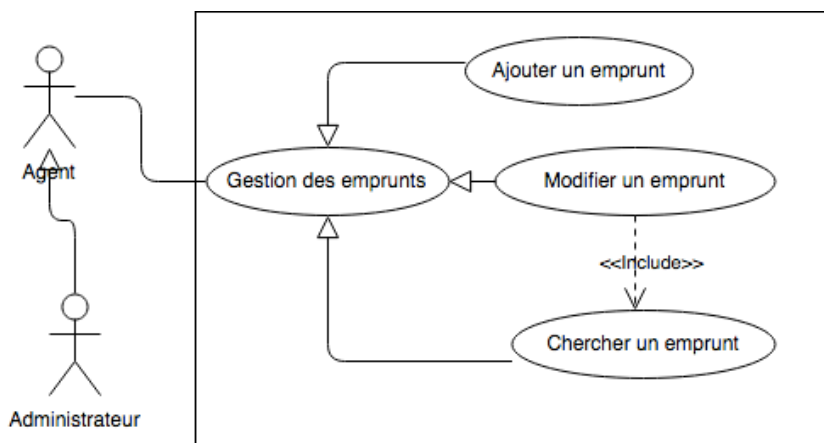 Ajouter un emprunt
Agent
Gestion des emprunts
Modifier un emprunt
<<Include>>
Chercher un emprunt
Administrateur